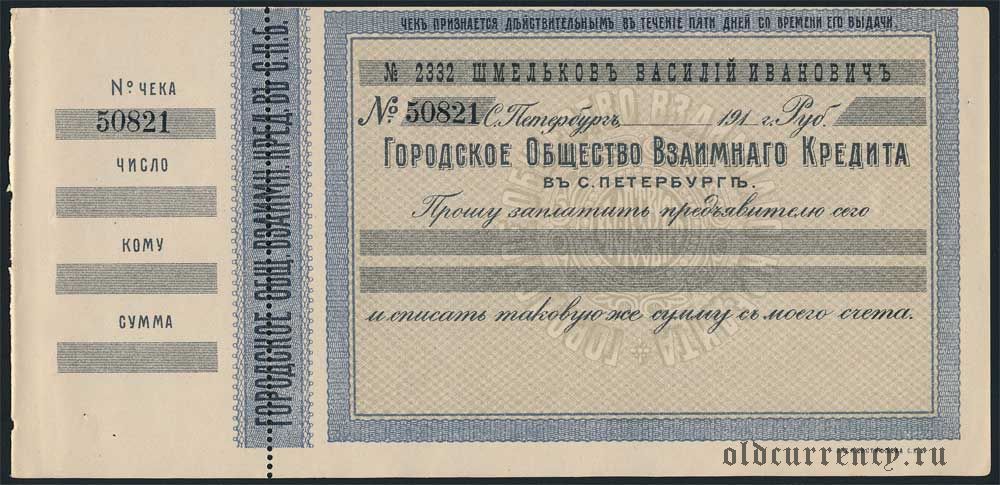 № ЧЕКА
50821
ЧИСЛО
КОМУ
СУММА
ГОРОДСКОЕ ОБЩ. ВЗАИМН. КРЕД. ВЪ С.П.Б.
ЧЕКЪ ПРИЗНАЕТСЯ ДѢЙСТВИТЕЛЬНЫМЪ ВЪ ТЕЧЕНІЕ ПЯТИ ДНЕЙ СО ВРЕМЕНИ ЕГО ВЫДАЧИ.
№ 2332 ШМЕЛЬКОВЪ ВАСИЛІЙ ИВАНОВИЧЪ
№ 50821 С. Петербургъ 191 г. Руб.
ГОРОДСКОЕ ОБЩЕСТВО ВЗАИМНАГО КРЕДИТА
ВЪ С. ПЕТЕРБУРГѢ.
Прошу заплатить предъявителю сего
и списать таковую же сумму съ моего счета.
oldcurrency.ru